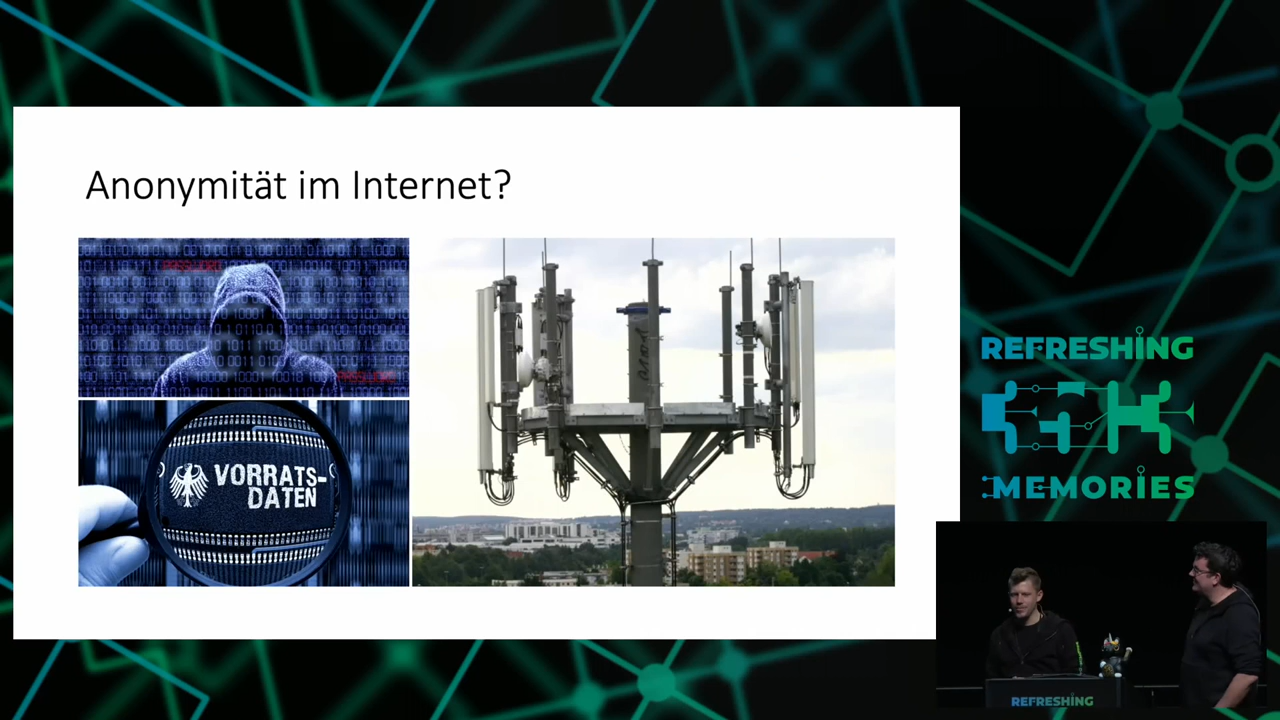 Anonymität im Internet?
VORRATS-
DATEN
REFRESHING
MEMORIES
REFRESHING